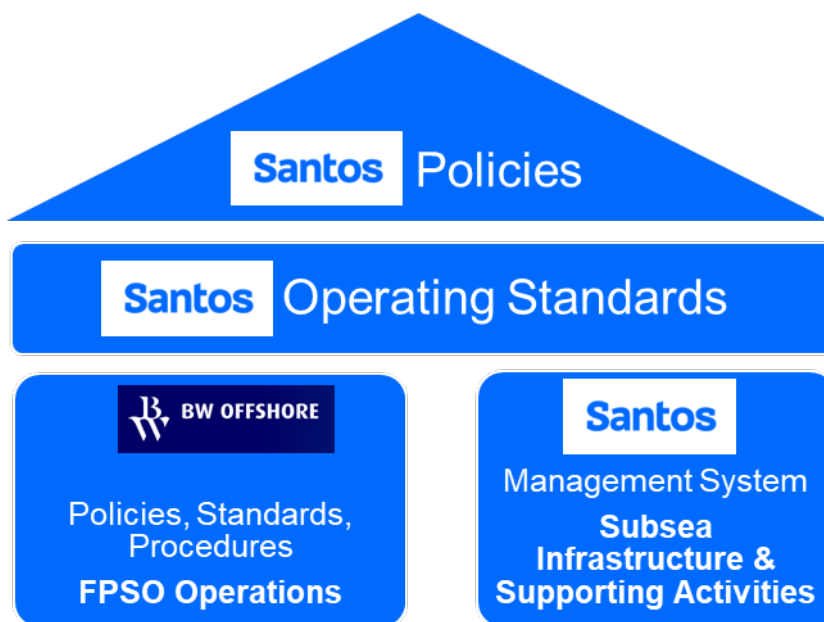 Santos Policies
Santos Operating Standards
BW BW OFFSHORE
Policies, Standards,
Procedures
FPSO Operations
Santos
Management System
Subsea
Infrastructure &
Supporting Activities